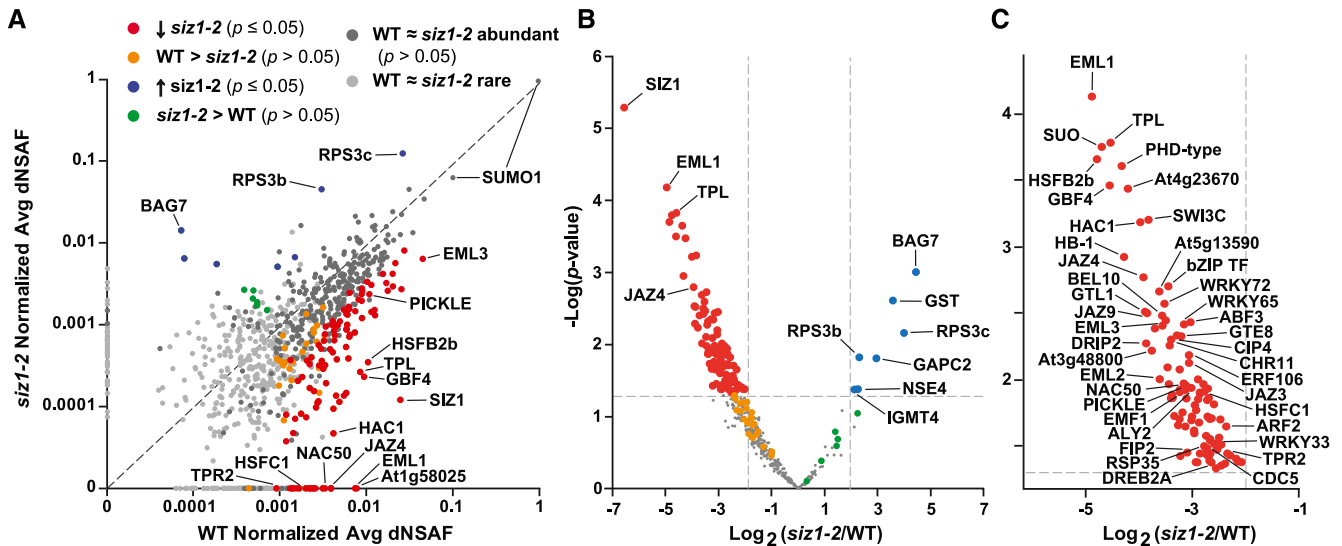 A
↓ siz1-2 (p ≤ 0.05)
WT > siz1-2 (p > 0.05)
↑ siz1-2 (p ≤ 0.05)
siz1-2 > WT (p > 0.05)
WT ≈ siz1-2 abundant
(p > 0.05)
WT ≈ siz1-2 rare
siz1-2 Normalized Avg dNSAF
1
0.1
0.01
0.001
0.0001
0
RPS3c
RPS3b
SUMO1
BAG7
EML3
PICKLE
HSFB2b
TPL
GBF4
SIZ1
HAC1
JAZ4
NAC50
HSFC1
EML1
TPR2
At1g58025
0
0.0001
0.001
0.01
0.1
1
WT Normalized Avg dNSAF
B
-Log(p-value)
6
5
4
3
2
1
0
SIZ1
EML1
TPL
JAZ4
BAG7
GST
RPS3b
RPS3c
GAPC2
NSE4
IGMT4
-7
-5
-3
-1
1
3
5
7
Log2 (siz1-2/WT)
C
4
3
2
EML1
TPL
SUO
PHD-type
HSFB2b
At4g23670
GBF4
SWI3C
HAC1
HB-1
At5g13590
JAZ4
bZIP TF
BEL10
WRKY72
GTL1
WRKY65
JAZ9
ABF3
EML3
GTE8
DRIP2
CIP4
At3g48800
CHR11
EML2
ERF106
NAC50
JAZ3
PICKLE
HSFC1
EMF1
ARF2
ALY2
WRKY33
FIP2
TPR2
RSP35
DREB2A
CDC5
-5
-3
-1
Log2 (siz1-2/WT)